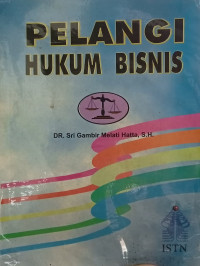 PELANGI
HUKUM BISNIS
DR. Sri Gambir Melati Hatta, S.H.
ISTN